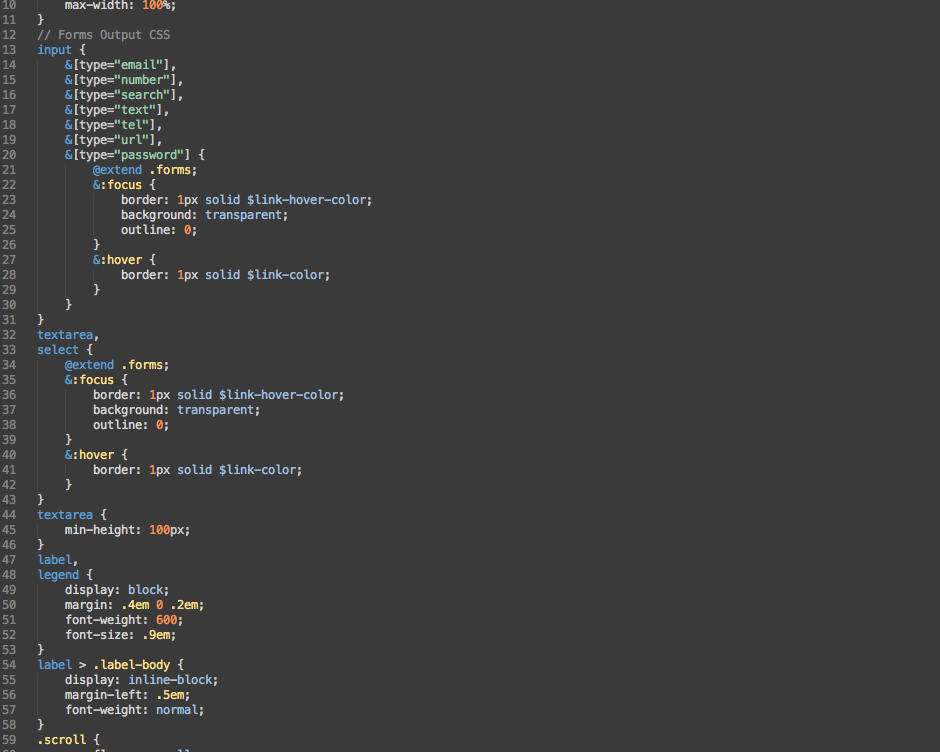 10 max-width: 100%;
11 }
12 // Forms Output CSS
13 input {
14 &[type="email"],
15 &[type="number"],
16 &[type="search"],
17 &[type="text"],
18 &[type="tel"],
19 &[type="url"],
20 &[type="password"] {
21 @extend .forms;
22 &:focus {
23 border: 1px solid $link-hover-color;
24 background: transparent;
25 outline: 0;
26 }
27 &:hover {
28 border: 1px solid $link-color;
29 }
30 }
31 }
32 textarea,
33 select {
34 @extend .forms;
35 &:focus {
36 border: 1px solid $link-hover-color;
37 background: transparent;
38 outline: 0;
39 }
40 &:hover {
41 border: 1px solid $link-color;
42 }
43 }
44 textarea {
45 min-height: 100px;
46 }
47 label,
48 legend {
49 display: block;
50 margin: .4em 0 .2em;
51 font-weight: 600;
52 font-size: .9em;
53 }
54 label > .label-body {
55 display: inline-block;
56 margin-left: .5em;
57 font-weight: normal;
58 }
59 .scroll {